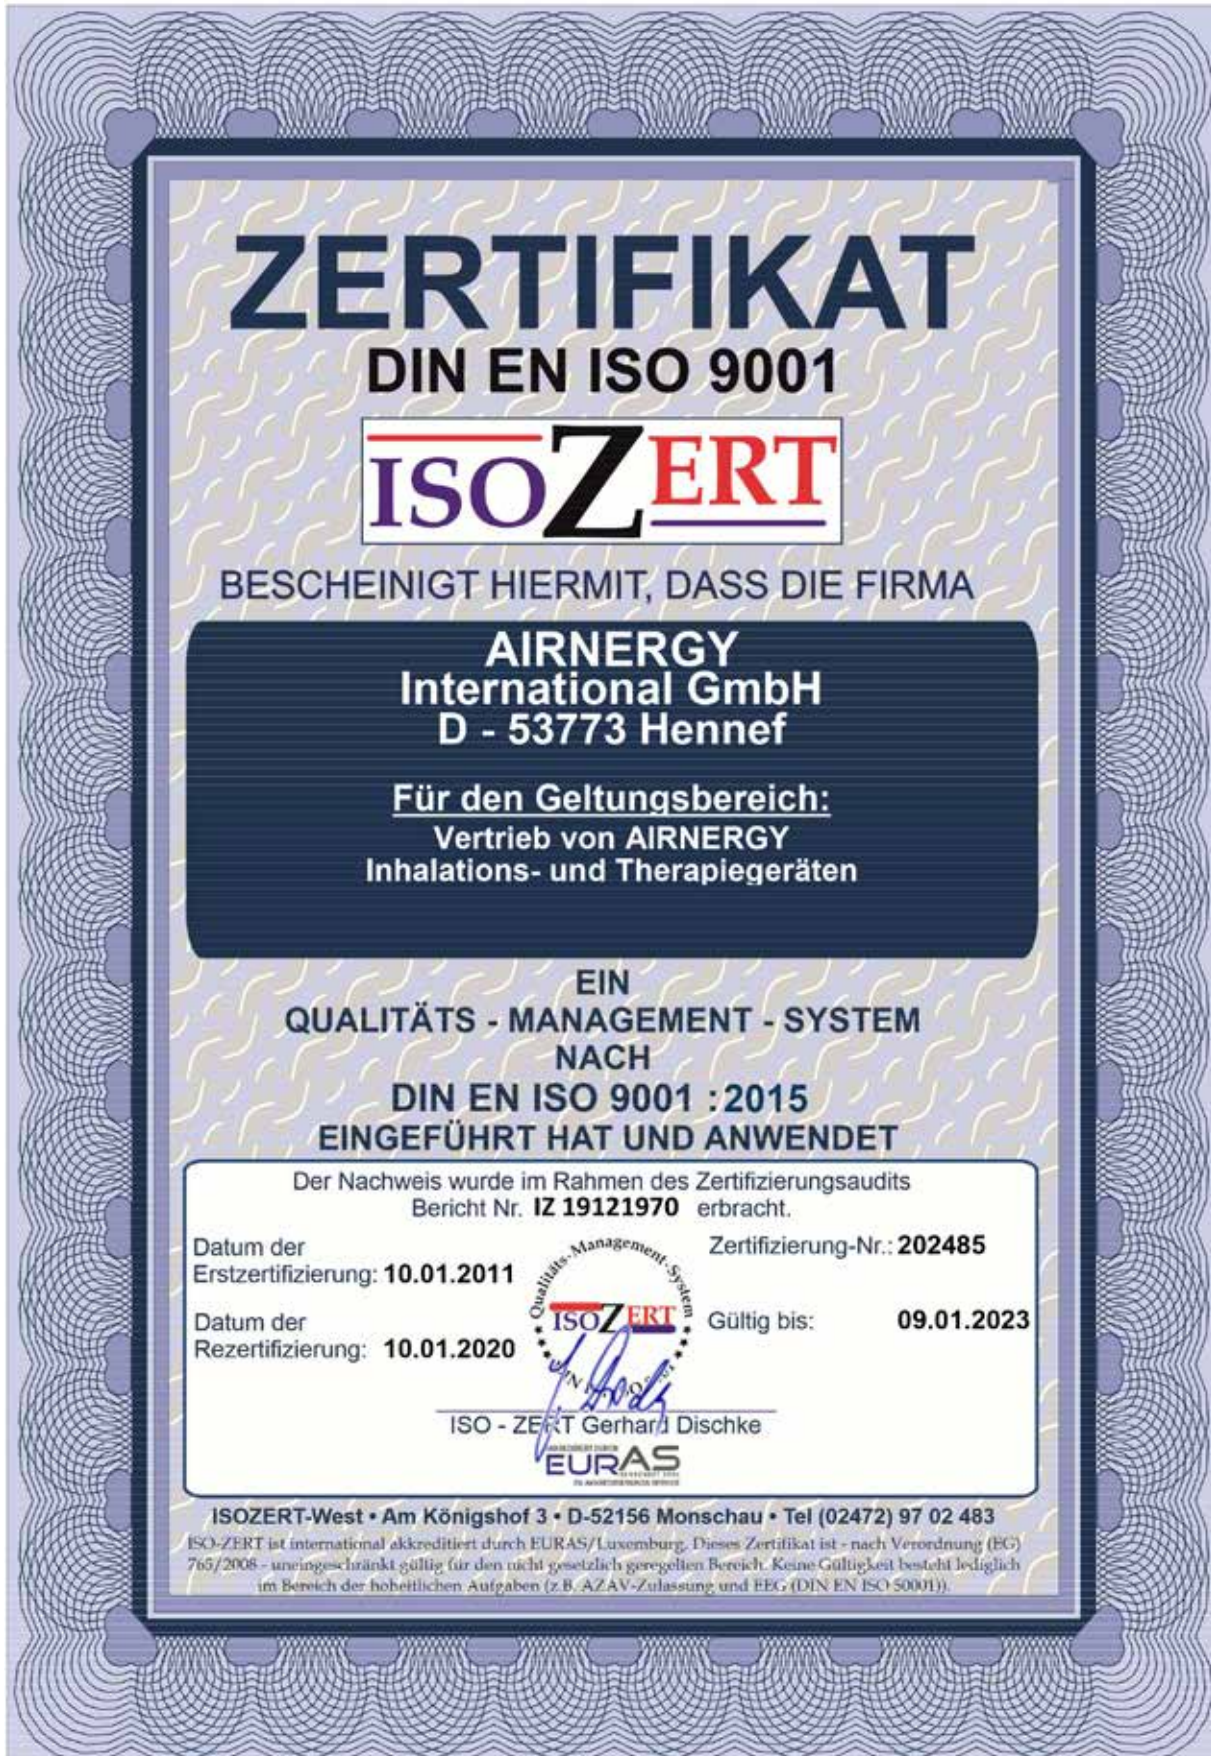 ZERTIFIKAT
DIN EN ISO 9001
ISOZERT
BESCHEINIGT HIERMIT, DASS DIE FIRMA
AIRNERGY
International GmbH
D - 53773 Hennef
Für den Geltungsbereich:
Vertrieb von AIRNERGY
Inhalations- und Therapiegeräten
EIN
QUALITÄTS - MANAGEMENT - SYSTEM
NACH
DIN EN ISO 9001 : 2015
EINGEFÜHRT HAT UND ANWENDET
Der Nachweis wurde im Rahmen des Zertifizierungsaudits
Bericht Nr. IZ 19121970 erbracht.
Datum der
Erstzertifizierung: 10.01.2011
Zertifizierung-Nr.: 202485
Datum der
Rezertifizierung: 10.01.2020
Gültig bis: 09.01.2023
Qualitäts-Management-System
ISOZERT
ISO - ZERT Gerhard Dischke
EURAS
ISOZERT-West • Am Königshof 3 • D-52156 Monschau • Tel (02472) 97 02 483
ISO-ZERT ist international akkreditiert durch EURAS/Luxemburg. Dieses Zertifikat ist - nach Verordnung (EG)
765/2008 - uneingeschränkt gültig für den nicht gesetzlich geregelten Bereich. Keine Gültigkeit besteht lediglich
im Bereich der hoheitlichen Aufgaben (z.B. AZAV-Zulassung und EEG (DIN EN ISO 50001)).